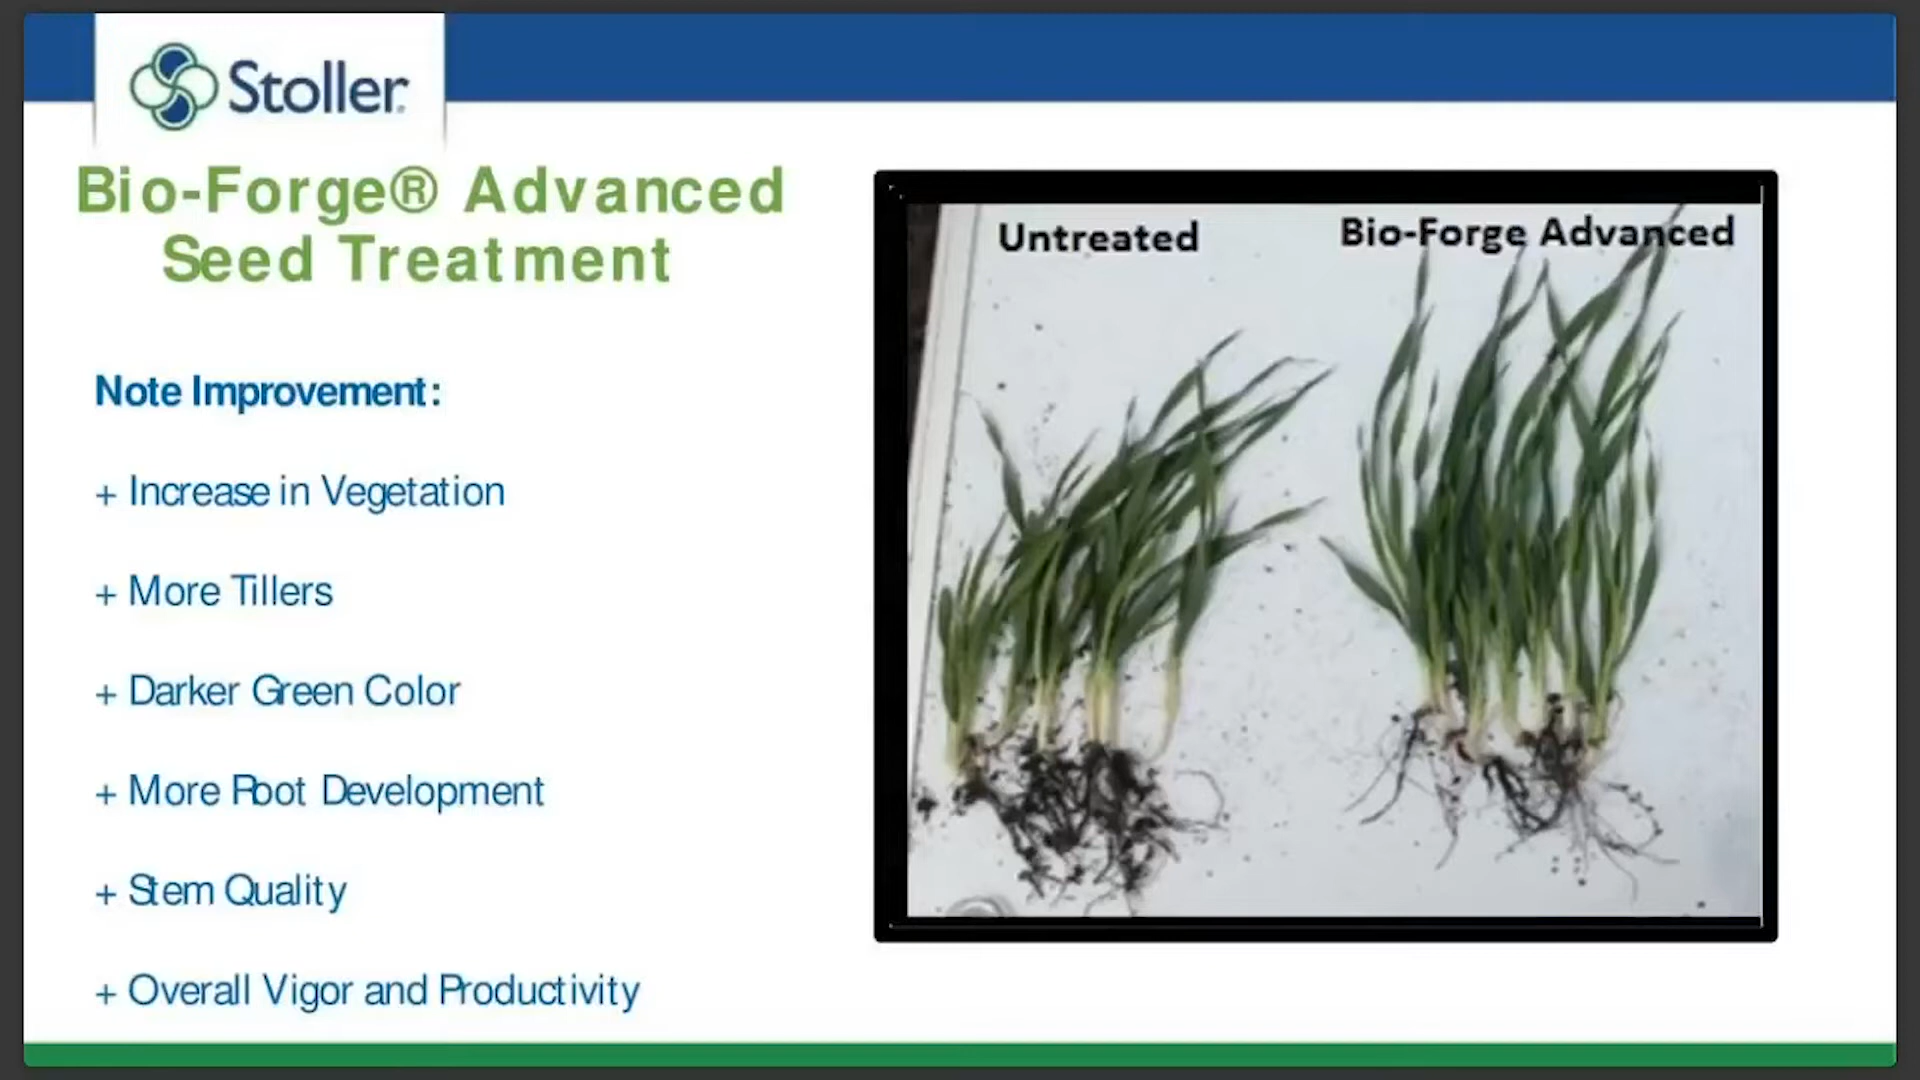 Stoller
Bio-Forge® Advanced
Seed Treatment
Note Improvement:
+ Increase in Vegetation
+ More Tillers
+ Darker Green Color
+ More Root Development
+ Stem Quality
+ Overall Vigor and Productivity
Untreated
Bio-Forge Advanced